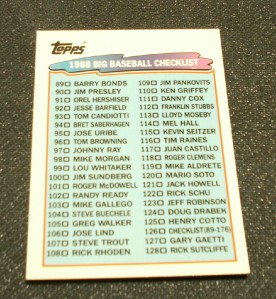 Topps
1988 BIG BASEBALL CHECKLIST
89 BARRY BONDS
90 JIM PRESLEY
91 OREL HERSHISER
92 JESSE BARFIELD
93 TOM CANDIOTTI
94 BRET SABERHAGEN
95 JOSE URIBE
96 TOM BROWNING
97 JOHNNY RAY
98 MIKE MORGAN
99 LOU WHITAKER
100 JIM SUNDBERG
101 ROGER McDOWELL
102 RANDY READY
103 MIKE GALLEGO
104 STEVE BUECHELE
105 GREG WALKER
106 JOSE LIND
107 STEVE TROUT
108 RICK RHODEN
109 JIM PANKOVITS
110 KEN GRIFFEY
111 DANNY COX
112 FRANKLIN STUBBS
113 LLOYD MOSEBY
114 MEL HALL
115 KEVIN SEITZER
116 TIM RAINES
117 JUAN CASTILLO
118 ROGER CLEMENS
119 MIKE ALDRETE
120 MARIO SOTO
121 JACK HOWELL
122 RICK SCHU
123 JEFF ROBINSON
124 DOUG DRABEK
125 HENRY COTTO
126 CHECKLIST (89-176)
127 GARY GAETTI
128 RICK SUTCLIFFE